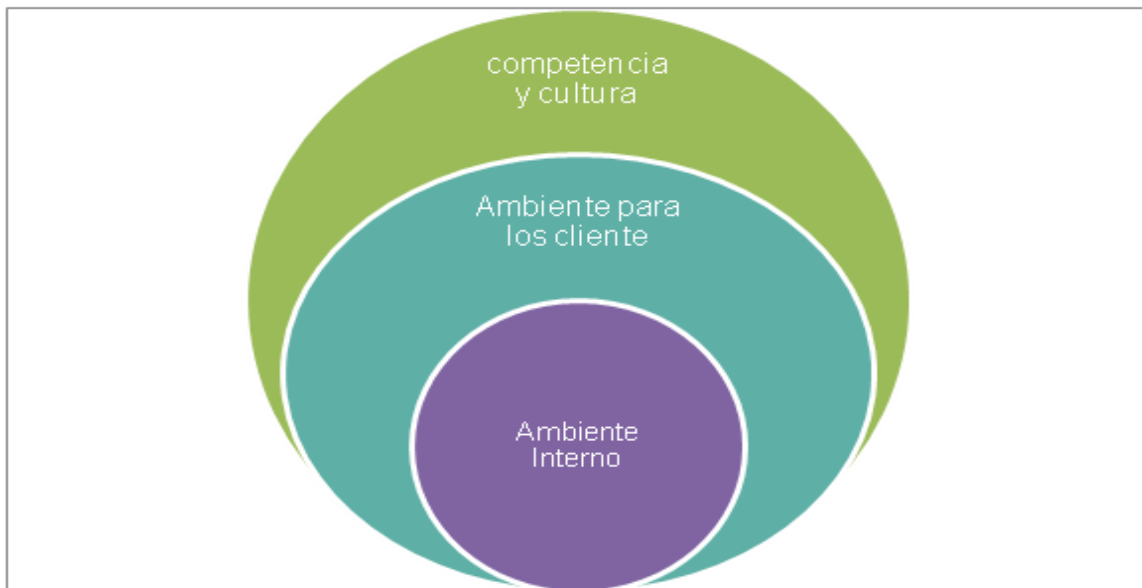 competencia
y cultura
Ambiente para
los cliente
Ambiente
Interno